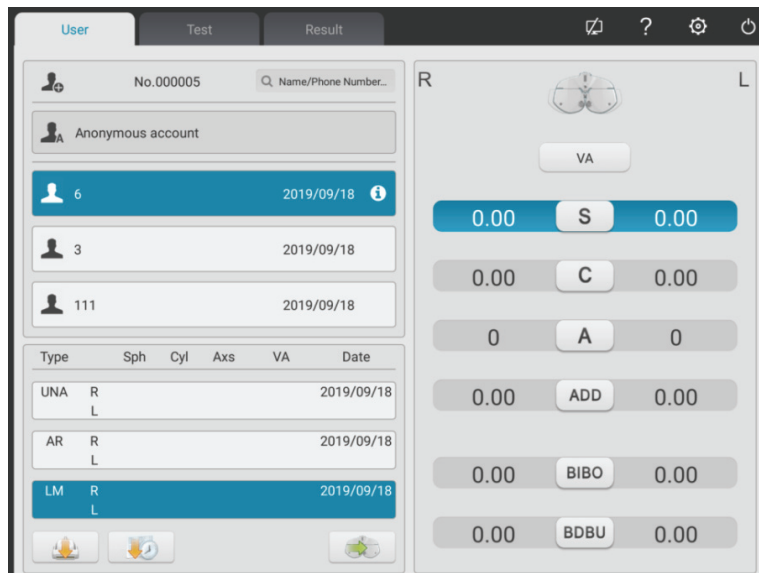 User Test Result ?
No.000005 Name/Phone Number...
A Anonymous account
6 2019/09/18 i
3 2019/09/18
111 2019/09/18
Type Sph Cyl Axs VA Date
UNA R 2019/09/18
L
AR R 2019/09/18
L
LM R 2019/09/18
L
R L
VA
0.00 S 0.00
0.00 C 0.00
0 A 0
0.00 ADD 0.00
0.00 BIBO 0.00
0.00 BDBU 0.00